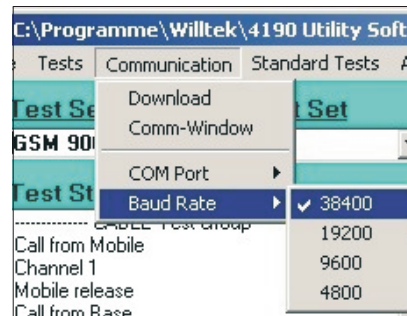 C:\Programme\Willtek\4190 Utility Soft
Tests Communication Standard Tests
Test Se t Set
GSM 90
Download
Comm-Window
COM Port
Baud Rate
38400
19200
9600
4800
Test St
LABEL Test Group
Call from Mobile
Channel 1
Mobile release
Call from Base